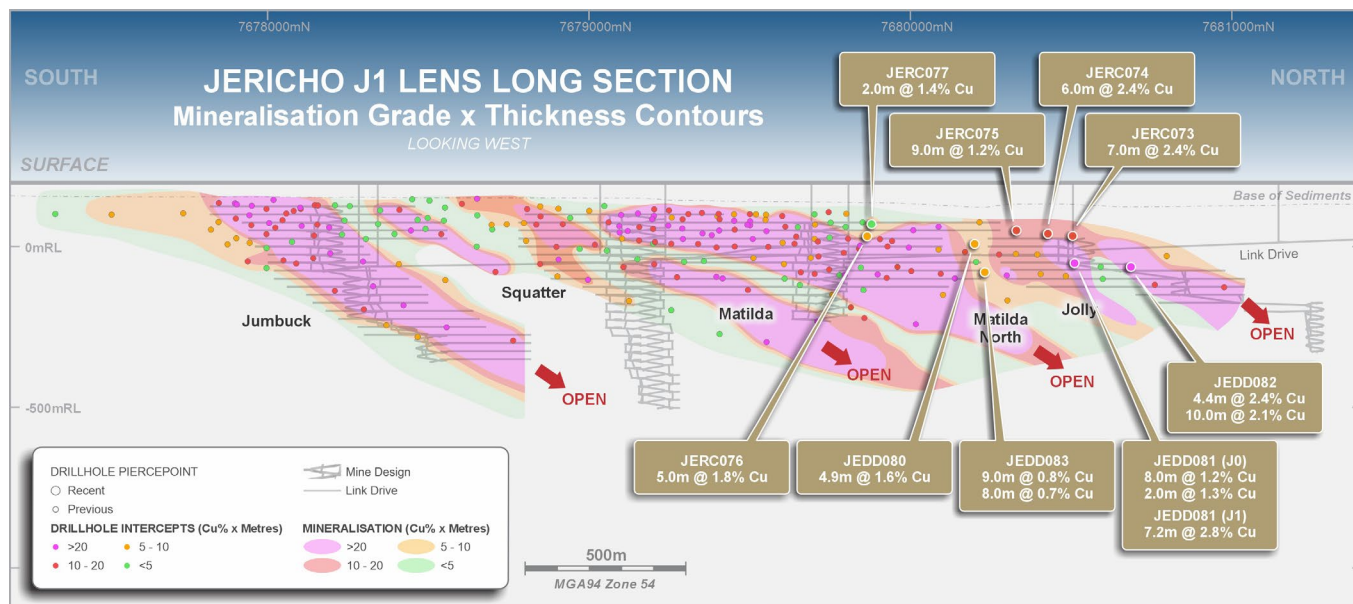 7678000mN
7679000mN
7680000mN
7681000mN
SOUTH
NORTH
JERICHO J1 LENS LONG SECTION
Mineralisation Grade x Thickness Contours
LOOKING WEST
SURFACE
JERC077
2.0m @ 1.4% Cu
JERC074
6.0m @ 2.4% Cu
JERC075
9.0m @ 1.2% Cu
JERC073
7.0m @ 2.4% Cu
Base of Sediments
0mRL
Link Drive
Squatter
Jumbuck
Matilda
Matilda
North
Jolly
OPEN
OPEN
OPEN
OPEN
-500mRL
JEDD082
4.4m @ 2.4% Cu
10.0m @ 2.1% Cu
JERC076
5.0m @ 1.8% Cu
JEDD080
4.9m @ 1.6% Cu
JEDD083
9.0m @ 0.8% Cu
8.0m @ 0.7% Cu
JEDD081 (J0)
8.0m @ 1.2% Cu
2.0m @ 1.3% Cu
JEDD081 (J1)
7.2m @ 2.8% Cu
DRILLHOLE PIERCEPOINT
Recent
Previous
DRILLHOLE INTERCEPTS (Cu% x Metres)
>20
5 - 10
10 - 20
<5
Mine Design
Link Drive
MINERALISATION (Cu% x Metres)
>20
5 - 10
10 - 20
<5
500m
MGA94 Zone 54